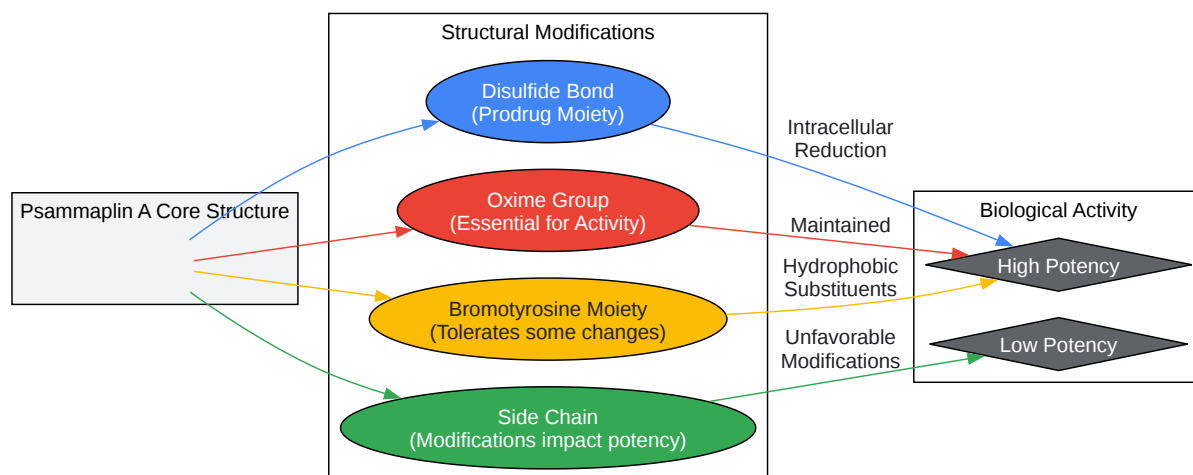 Psammaplin A Core Structure
Structural Modifications
Disulfide Bond
(Prodrug Moiety)
Oxime Group
(Essential for Activity)
Bromotyrosine Moiety
(Tolerates some changes)
Side Chain
(Modifications impact potency)
Intracellular
Reduction
Maintained
Hydrophobic
Substituents
Unfavorable
Modifications
Biological Activity
High Potency
Low Potency